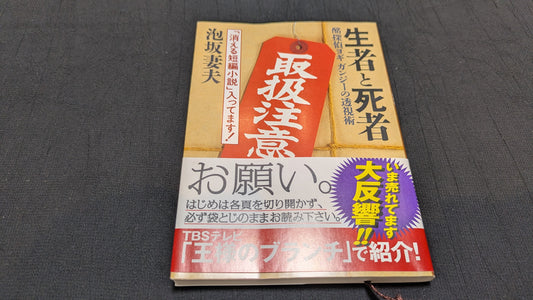 生者と死者
酩探偵ヨギ ガンジーの透視術
泡坂妻夫
「消える短編小説」入ってます！
取扱注意
お願い。
はじめは各頁を切り開かず、
必ず袋とじのままお読み下さい。
いま売れてます
大反響!!
TBSテレビ
「王様のブランチ」で紹介!